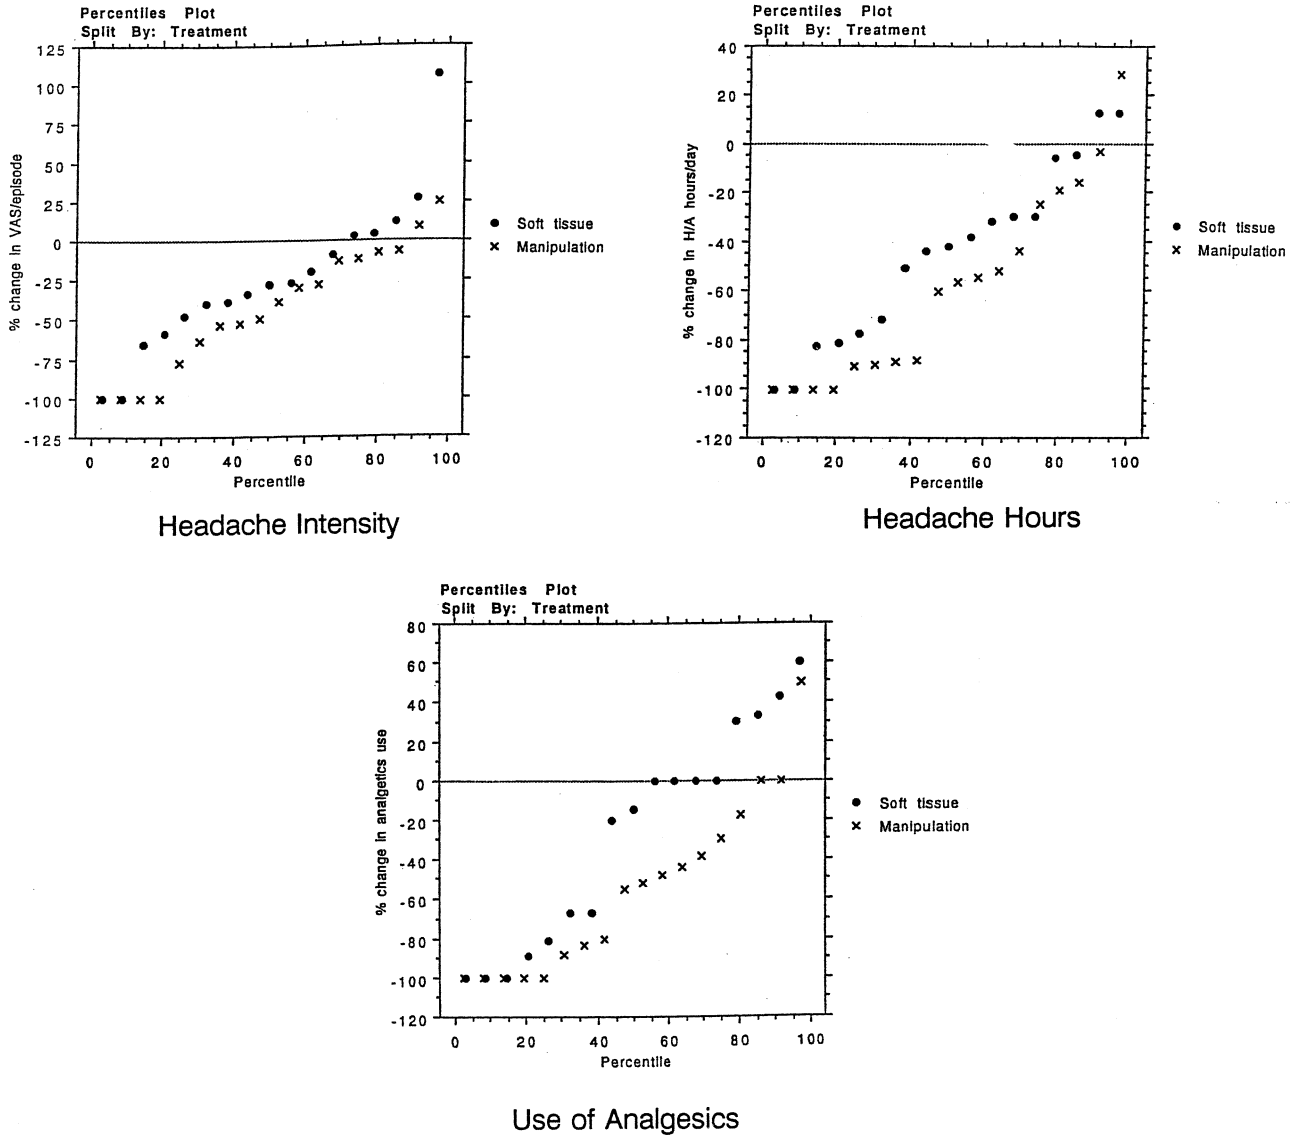 Percentiles Plot
Split By: Treatment
125
100
75
50
25
0
-25
-50
-75
-100
-125
% change in VAS/episode
0 20 40 60 80 100
Percentile
Soft tissue
Manipulation
Headache Intensity
Percentiles Plot
Split By: Treatment
40
20
0
-20
-40
-60
-80
-100
-120
% change in H/A hours/day
0 20 40 60 80 100
Percentile
Soft tissue
Manipulation
Headache Hours
Percentiles Plot
Split By: Treatment
80
60
40
20
0
-20
-40
-60
-80
-100
-120
% change in analgetics use
0 20 40 60 80 100
Percentile
Soft tissue
Manipulation
Use of Analgesics